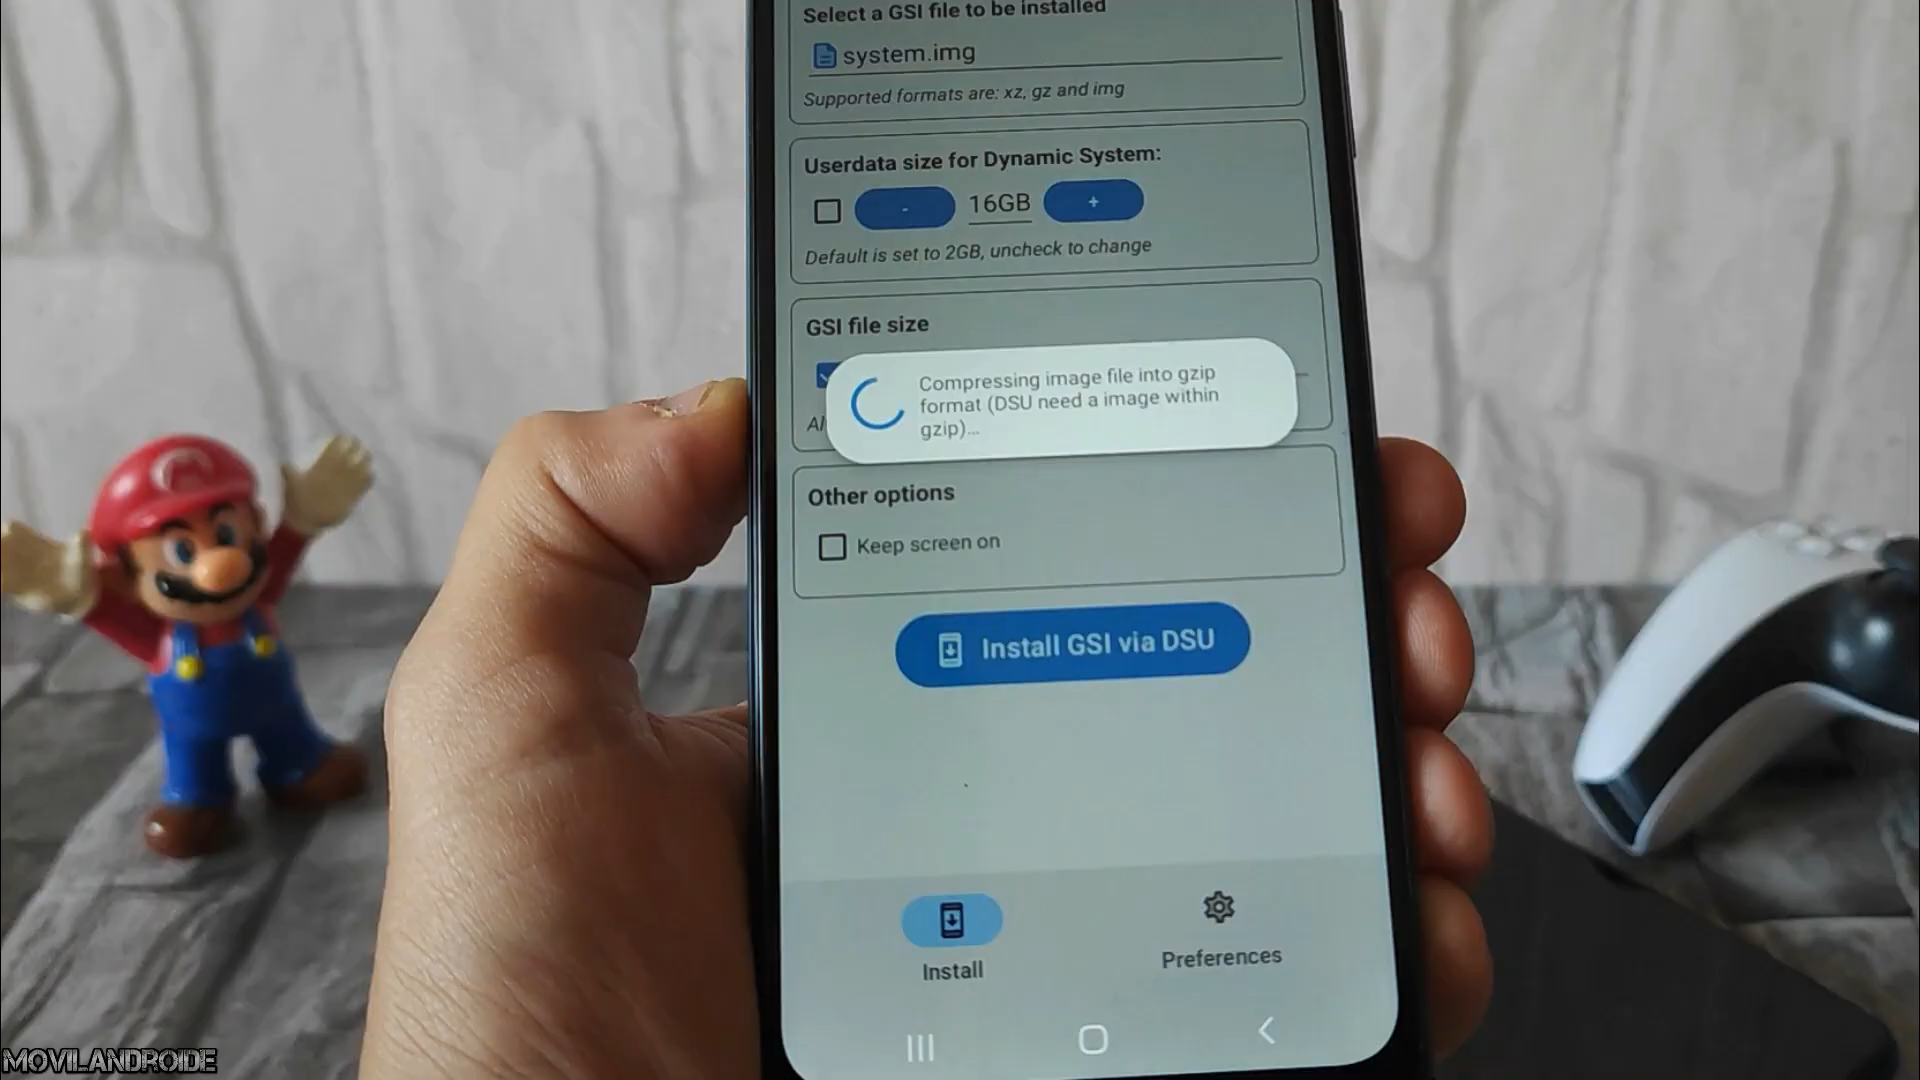 Select a GSI file to be installed
system.img
Supported formats are: xz, gz and img
Userdata size for Dynamic System:
- 16GB +
Default is set to 2GB, uncheck to change
GSI file size
Compressing image file into gzip
format (DSU need a image within
gzip)...
Al
Other options
Keep screen on
Install GSI via DSU
Install
Preferences
MOVILANDROIDE